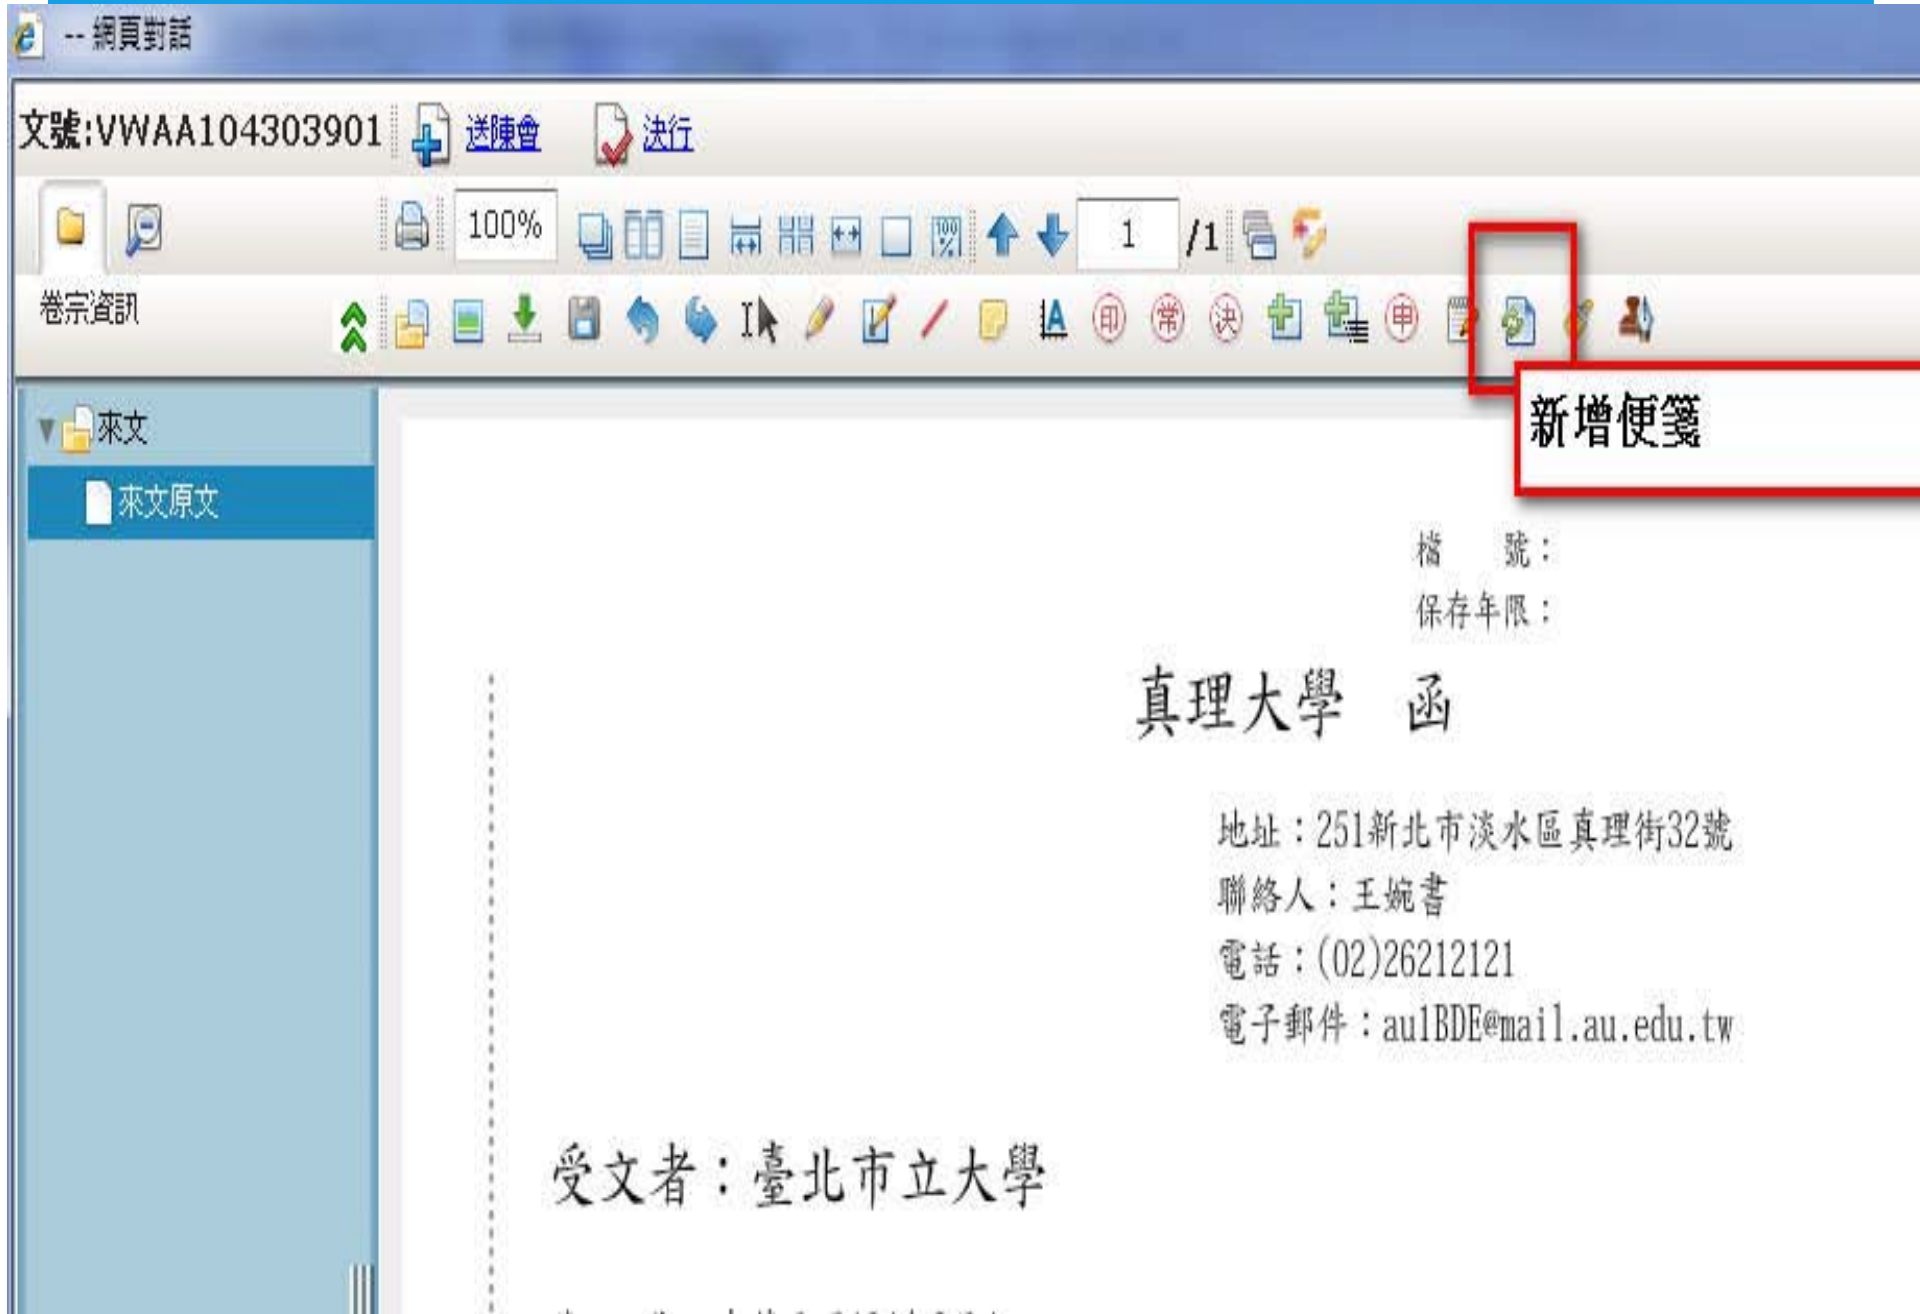 -- 網頁對話
文號:VWAA104303901 送陳會 決行
100% 1 /1
卷宗資訊
印 常 決 申
新增便箋
來文
來文原文
檔 號：
保存年限：
真理大學 函
地址：251新北市淡水區真理街32號
聯絡人：王婉書
電話：(02)26212121
電子郵件：au1BDE@mail.au.edu.tw
受文者：臺北市立大學